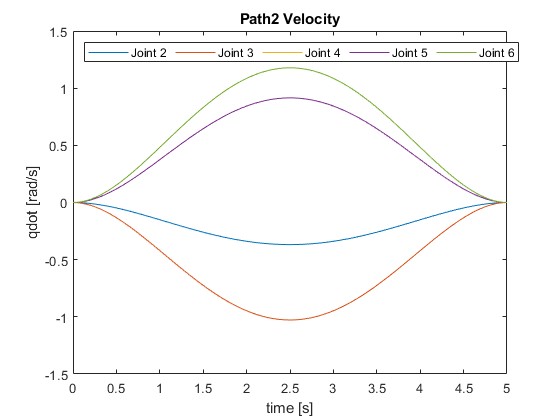 Path2 Velocity
Joint 2 Joint 3 Joint 4 Joint 5 Joint 6
1.5
1
0.5
0
-0.5
-1
-1.5
qdot [rad/s]
0 0.5 1 1.5 2 2.5 3 3.5 4 4.5 5
time [s]